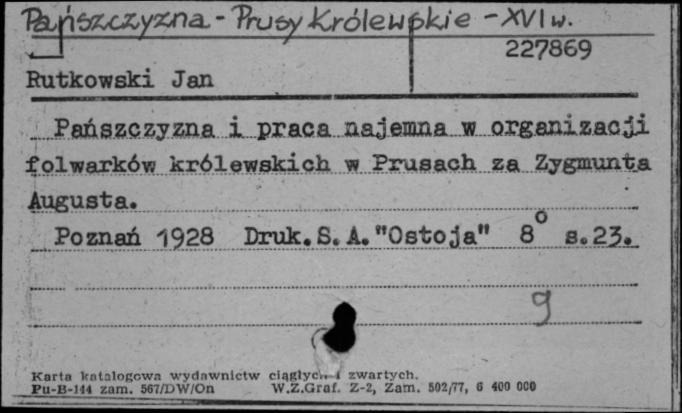 Pańszczyzna - Prusy Królewskie - XVI w.
227869
Rutkowski Jan
Pańszczyzna i praca najemna w organizacji
folwarków królewskich w Prusach za Zygmunta
Augusta.
Poznań 1928 Druk. S. A. "Ostoja" 8° s. 23.
9
Karta katalogowa wydawnictw ciągłych i zwartych.
Pu-B-144 zam. 567/DW/On W.Z.Graf. Z-2, Zam. 502/77, 6 400 000